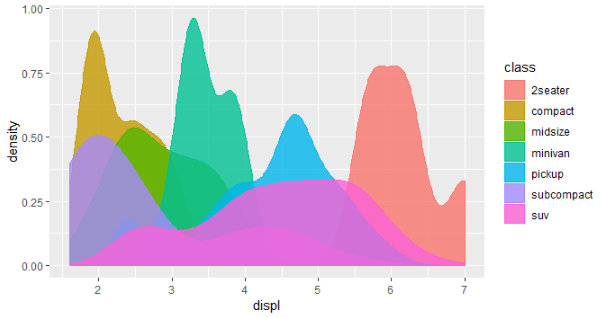 1.00
0.75
0.50
0.25
0.00
density
2
3
4
5
6
7
displ
class
2seater
compact
midsize
minivan
pickup
subcompact
suv